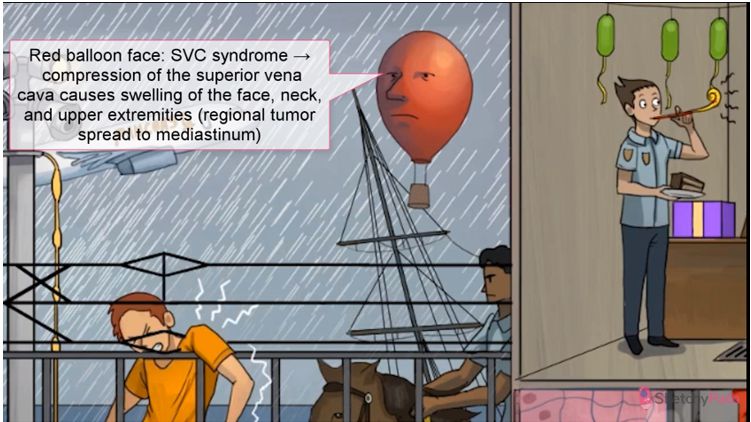 Red balloon face: SVC syndrome →
compression of the superior vena
cava causes swelling of the face, neck,
and upper extremities (regional tumor
spread to mediastinum)